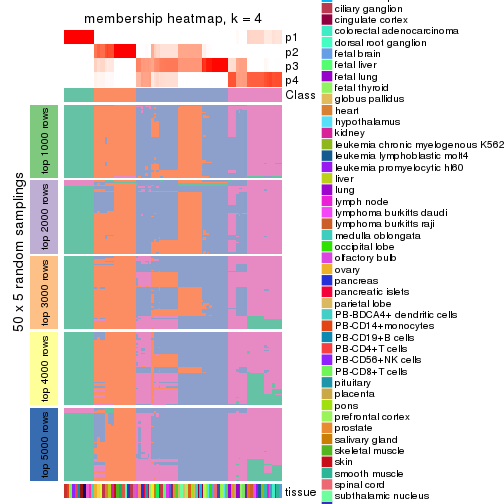 membership heatmap, k = 4
p1
p2
p3
p4
Class
50 x 5 random samplings
top 1000 rows
top 2000 rows
top 3000 rows
top 4000 rows
top 5000 rows
tissue
ciliary ganglion
cingulate cortex
colorectal adenocarcinoma
dorsal root ganglion
fetal brain
fetal liver
fetal lung
fetal thyroid
globus pallidus
heart
hypothalamus
kidney
leukemia chronic myelogenous K562
leukemia lymphoblastic molt4
leukemia promyelocytic hl60
liver
lung
lymph node
lymphoma burkitts daudi
lymphoma burkitts raji
medulla oblongata
occipital lobe
olfactory bulb
ovary
pancreas
pancreatic islets
parietal lobe
PB-BDCA4+ dendritic cells
PB-CD14+monocytes
PB-CD19+B cells
PB-CD4+T cells
PB-CD56+NK cells
PB-CD8+T cells
pituitary
placenta
pons
prefrontal cortex
prostate
salivary gland
skeletal muscle
skin
smooth muscle
spinal cord
subthalamic nucleus